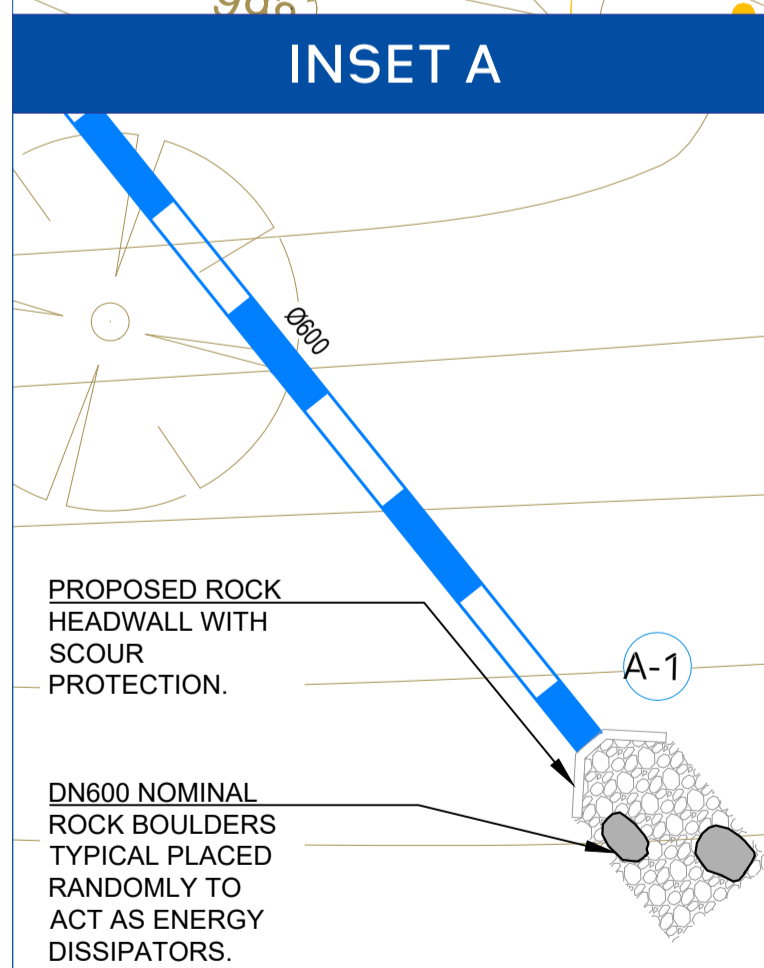 998
INSET A
Ø600
PROPOSED ROCK
HEADWALL WITH
SCOUR
PROTECTION.
A-1
DN600 NOMINAL
ROCK BOULDERS
TYPICAL PLACED
RANDOMLY TO
ACT AS ENERGY
DISSIPATORS.